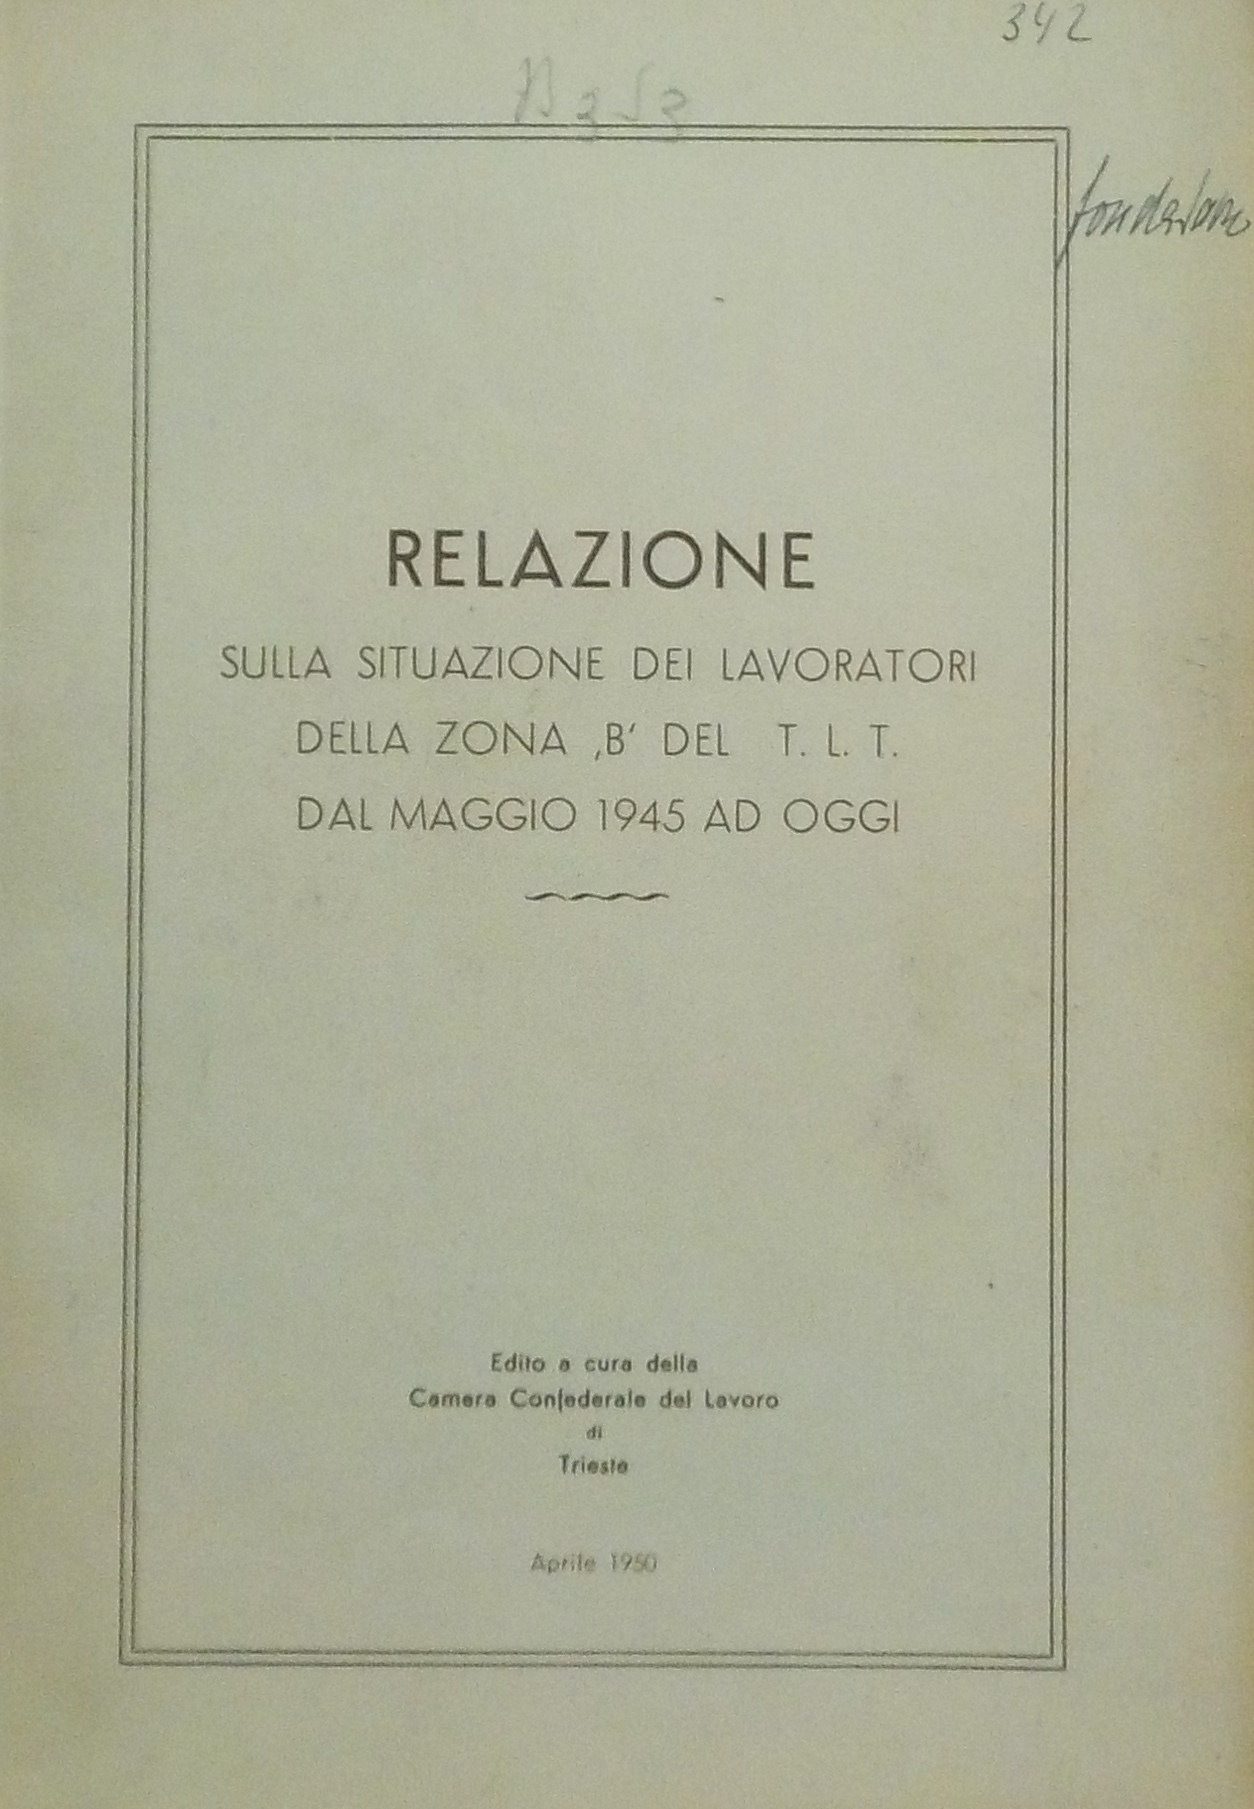 342
RELAZIONE
SULLA SITUAZIONE DEI LAVORATORI
DELLA ZONA ‚B’ DEL T. L. T.
DAL MAGGIO 1945 AD OGGI
Edito a cura della
Camera Confederale del Lavoro
di
Trieste
Aprile 1950